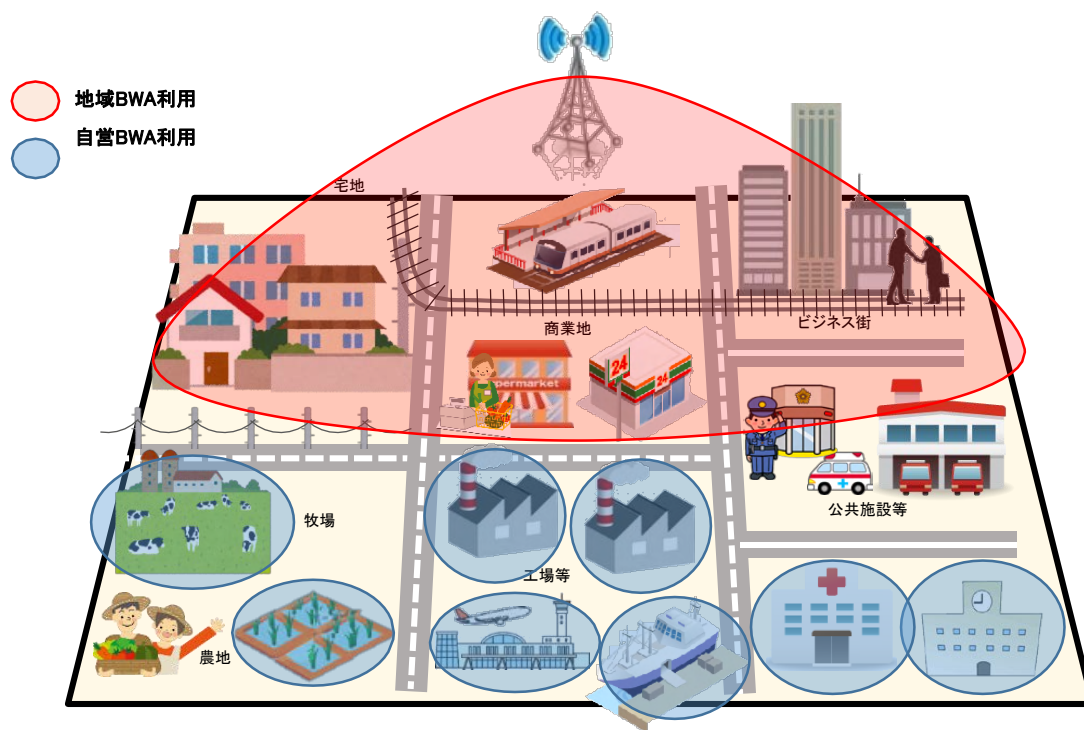 地域BWA利用
自営BWA利用
宅地
商業地
ビジネス街
permarket
24
24
公共施設等
牧場
工場等
農地